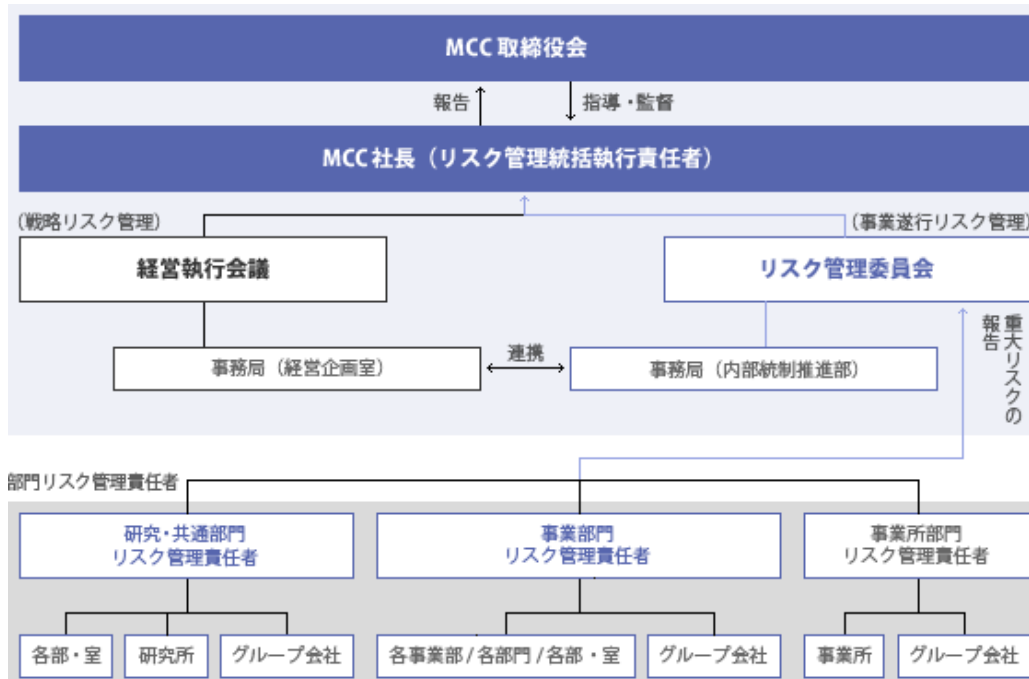 MCC 取締役会
報告
指導・監督
MCC 社長（リスク管理統括執行責任者）
(戦略リスク管理)
(事業遂行リスク管理)
経営執行会議
リスク管理委員会
重大リスクの
報告
事務局（経営企画室）
連携
事務局（内部統制推進部）
部門リスク管理責任者
研究・共通部門
リスク管理責任者
事業部門
リスク管理責任者
事業所部門
リスク管理責任者
各部・室
研究所
グループ会社
各事業部 / 各部門 / 各部・室
グループ会社
事業所
グループ会社